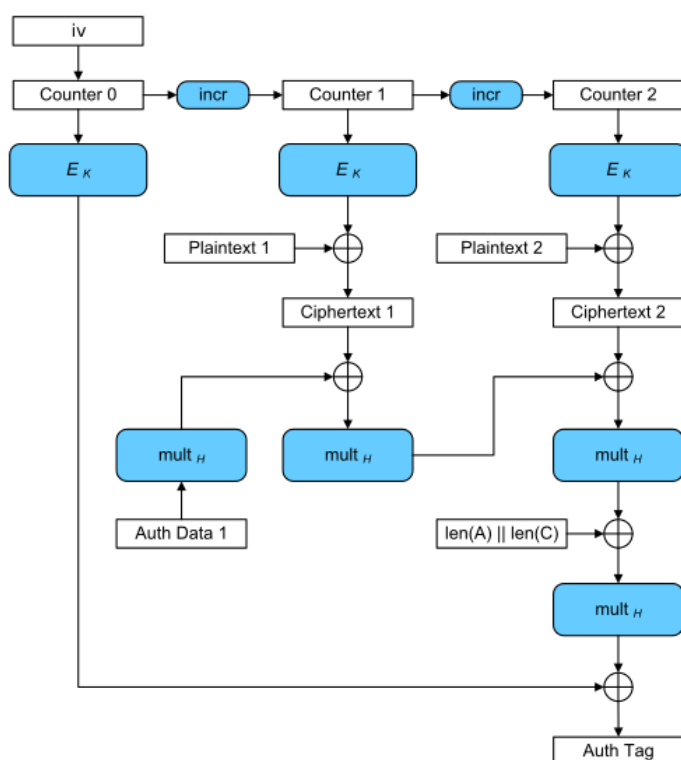 iv
Counter 0
incr
Counter 1
incr
Counter 2
E K
E K
E K
Plaintext 1
Plaintext 2
Ciphertext 1
Ciphertext 2
mult H
mult H
mult H
Auth Data 1
len(A) || len(C)
mult H
Auth Tag